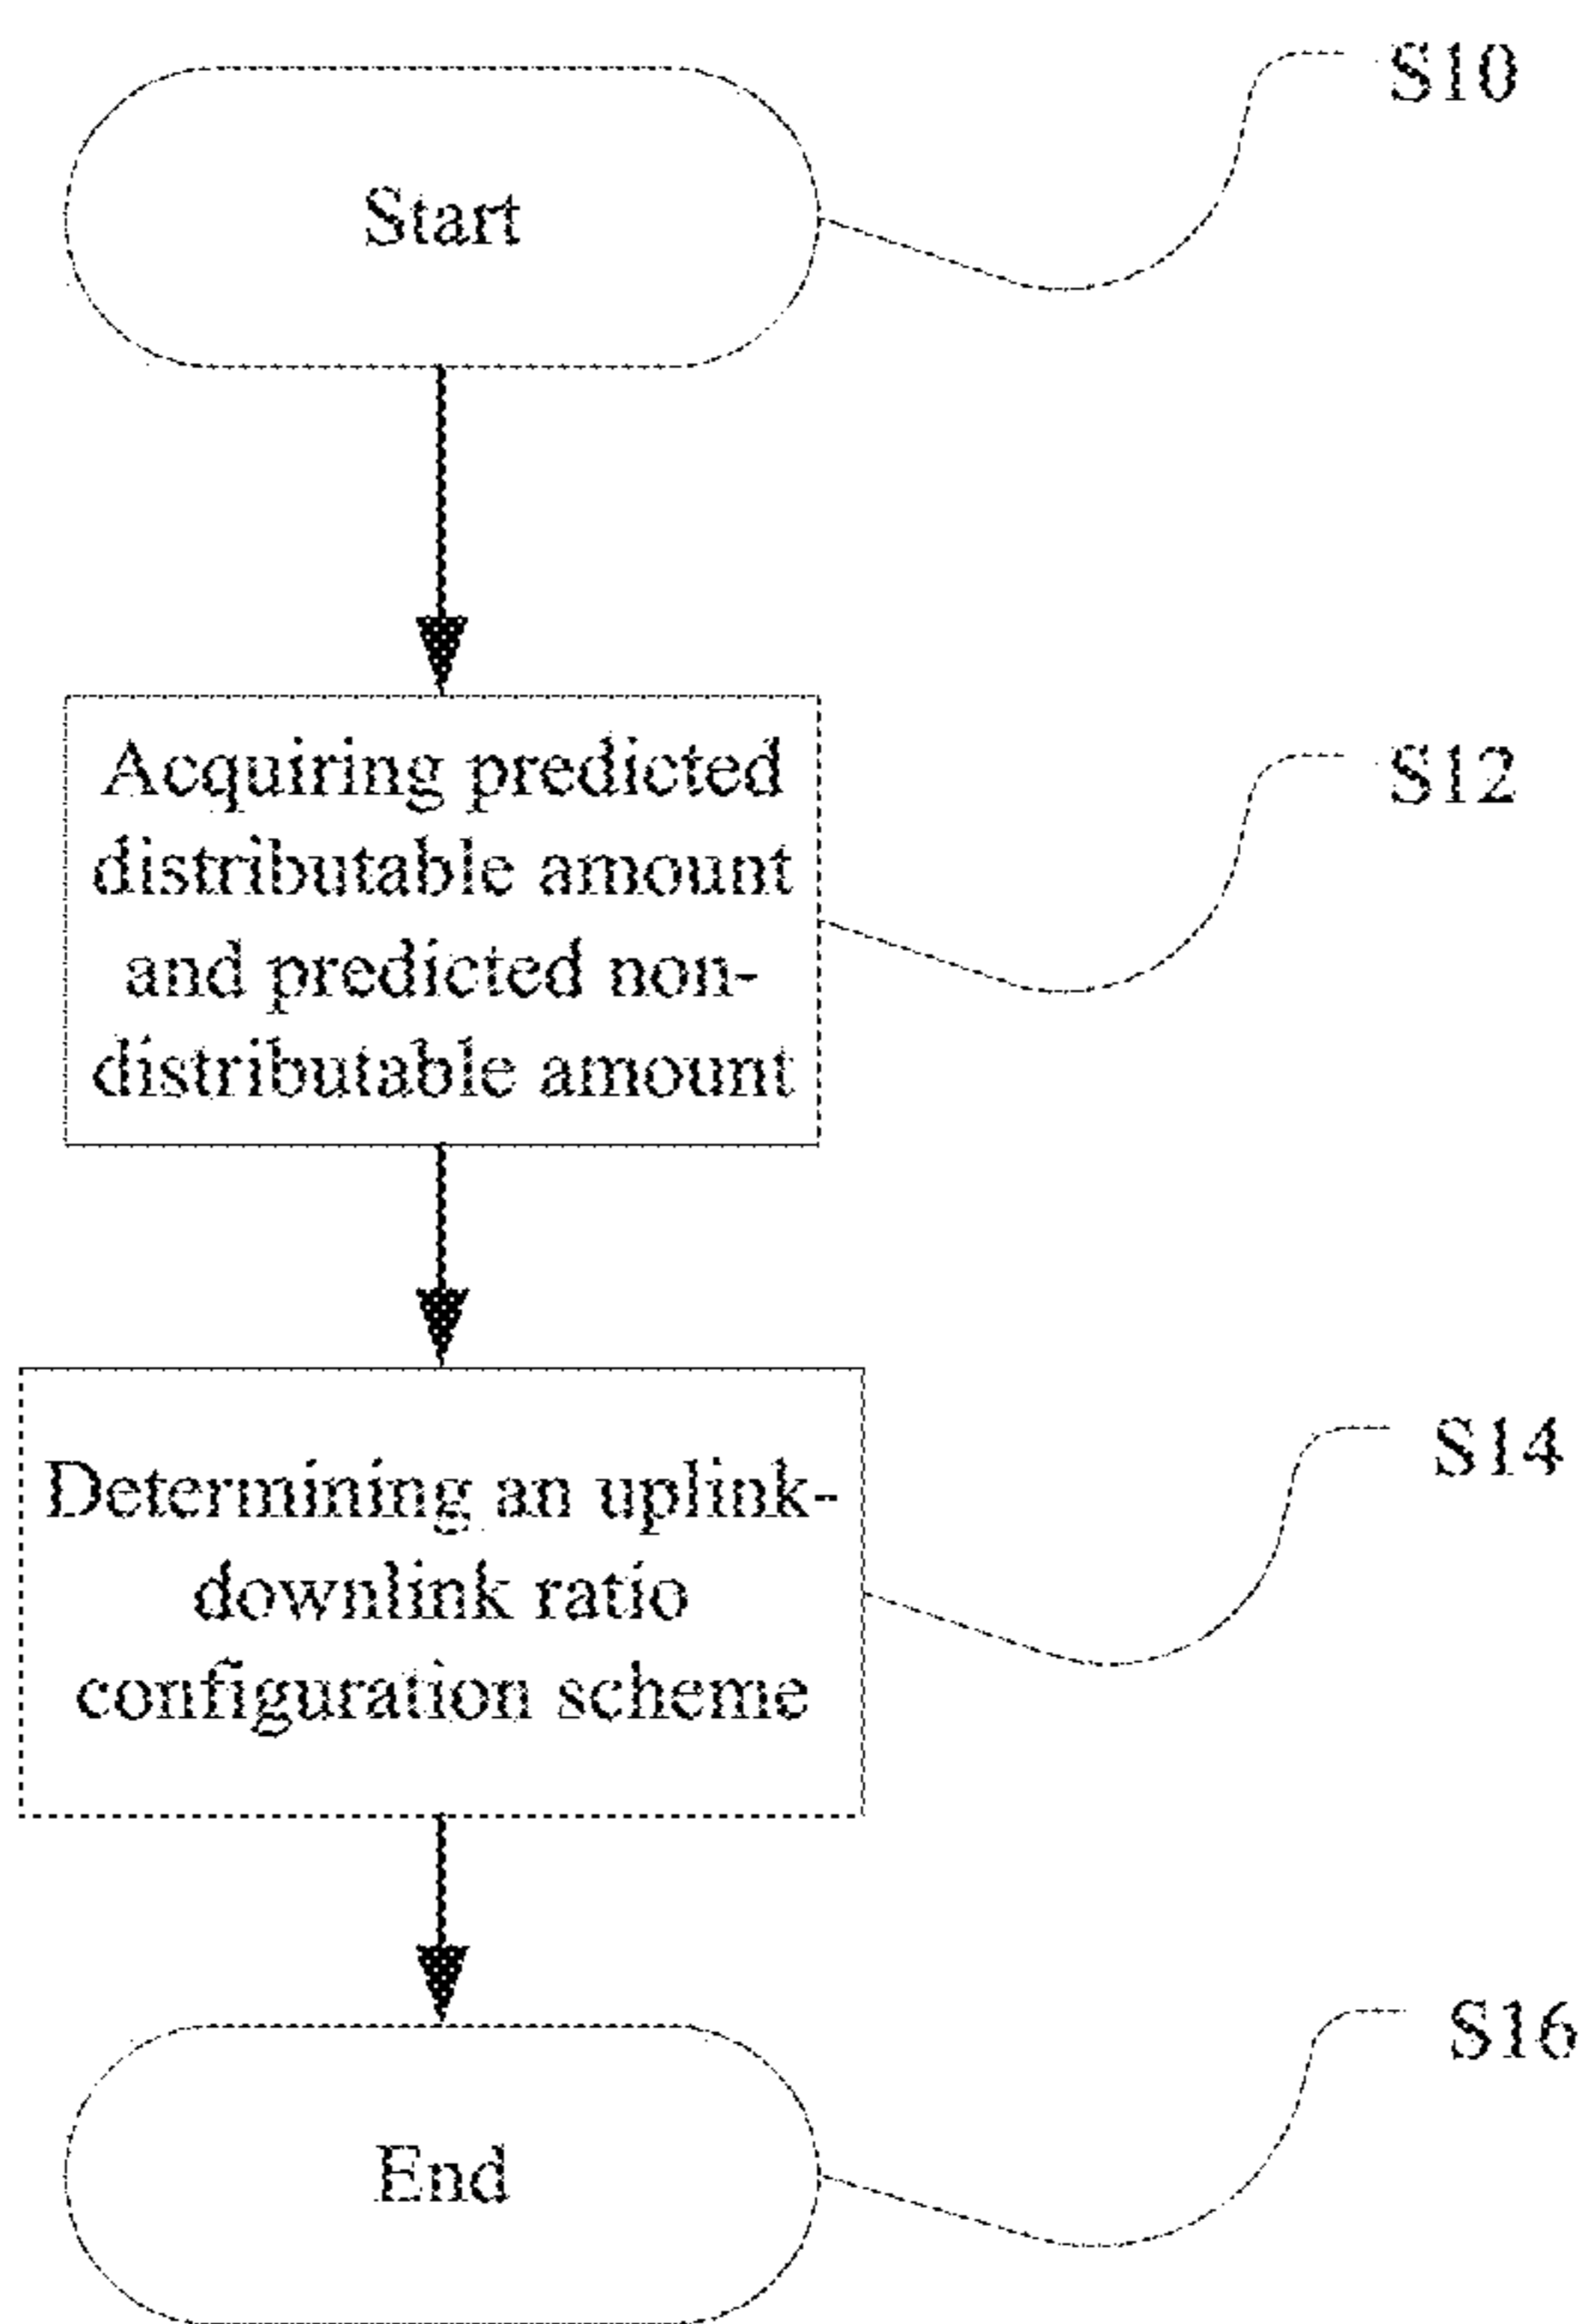 S10
Start
Acquiring predicted
distributable amount
and predicted non-
distributable amount
S12
Determining an uplink-
downlink ratio
configuration scheme
S14
S16
End